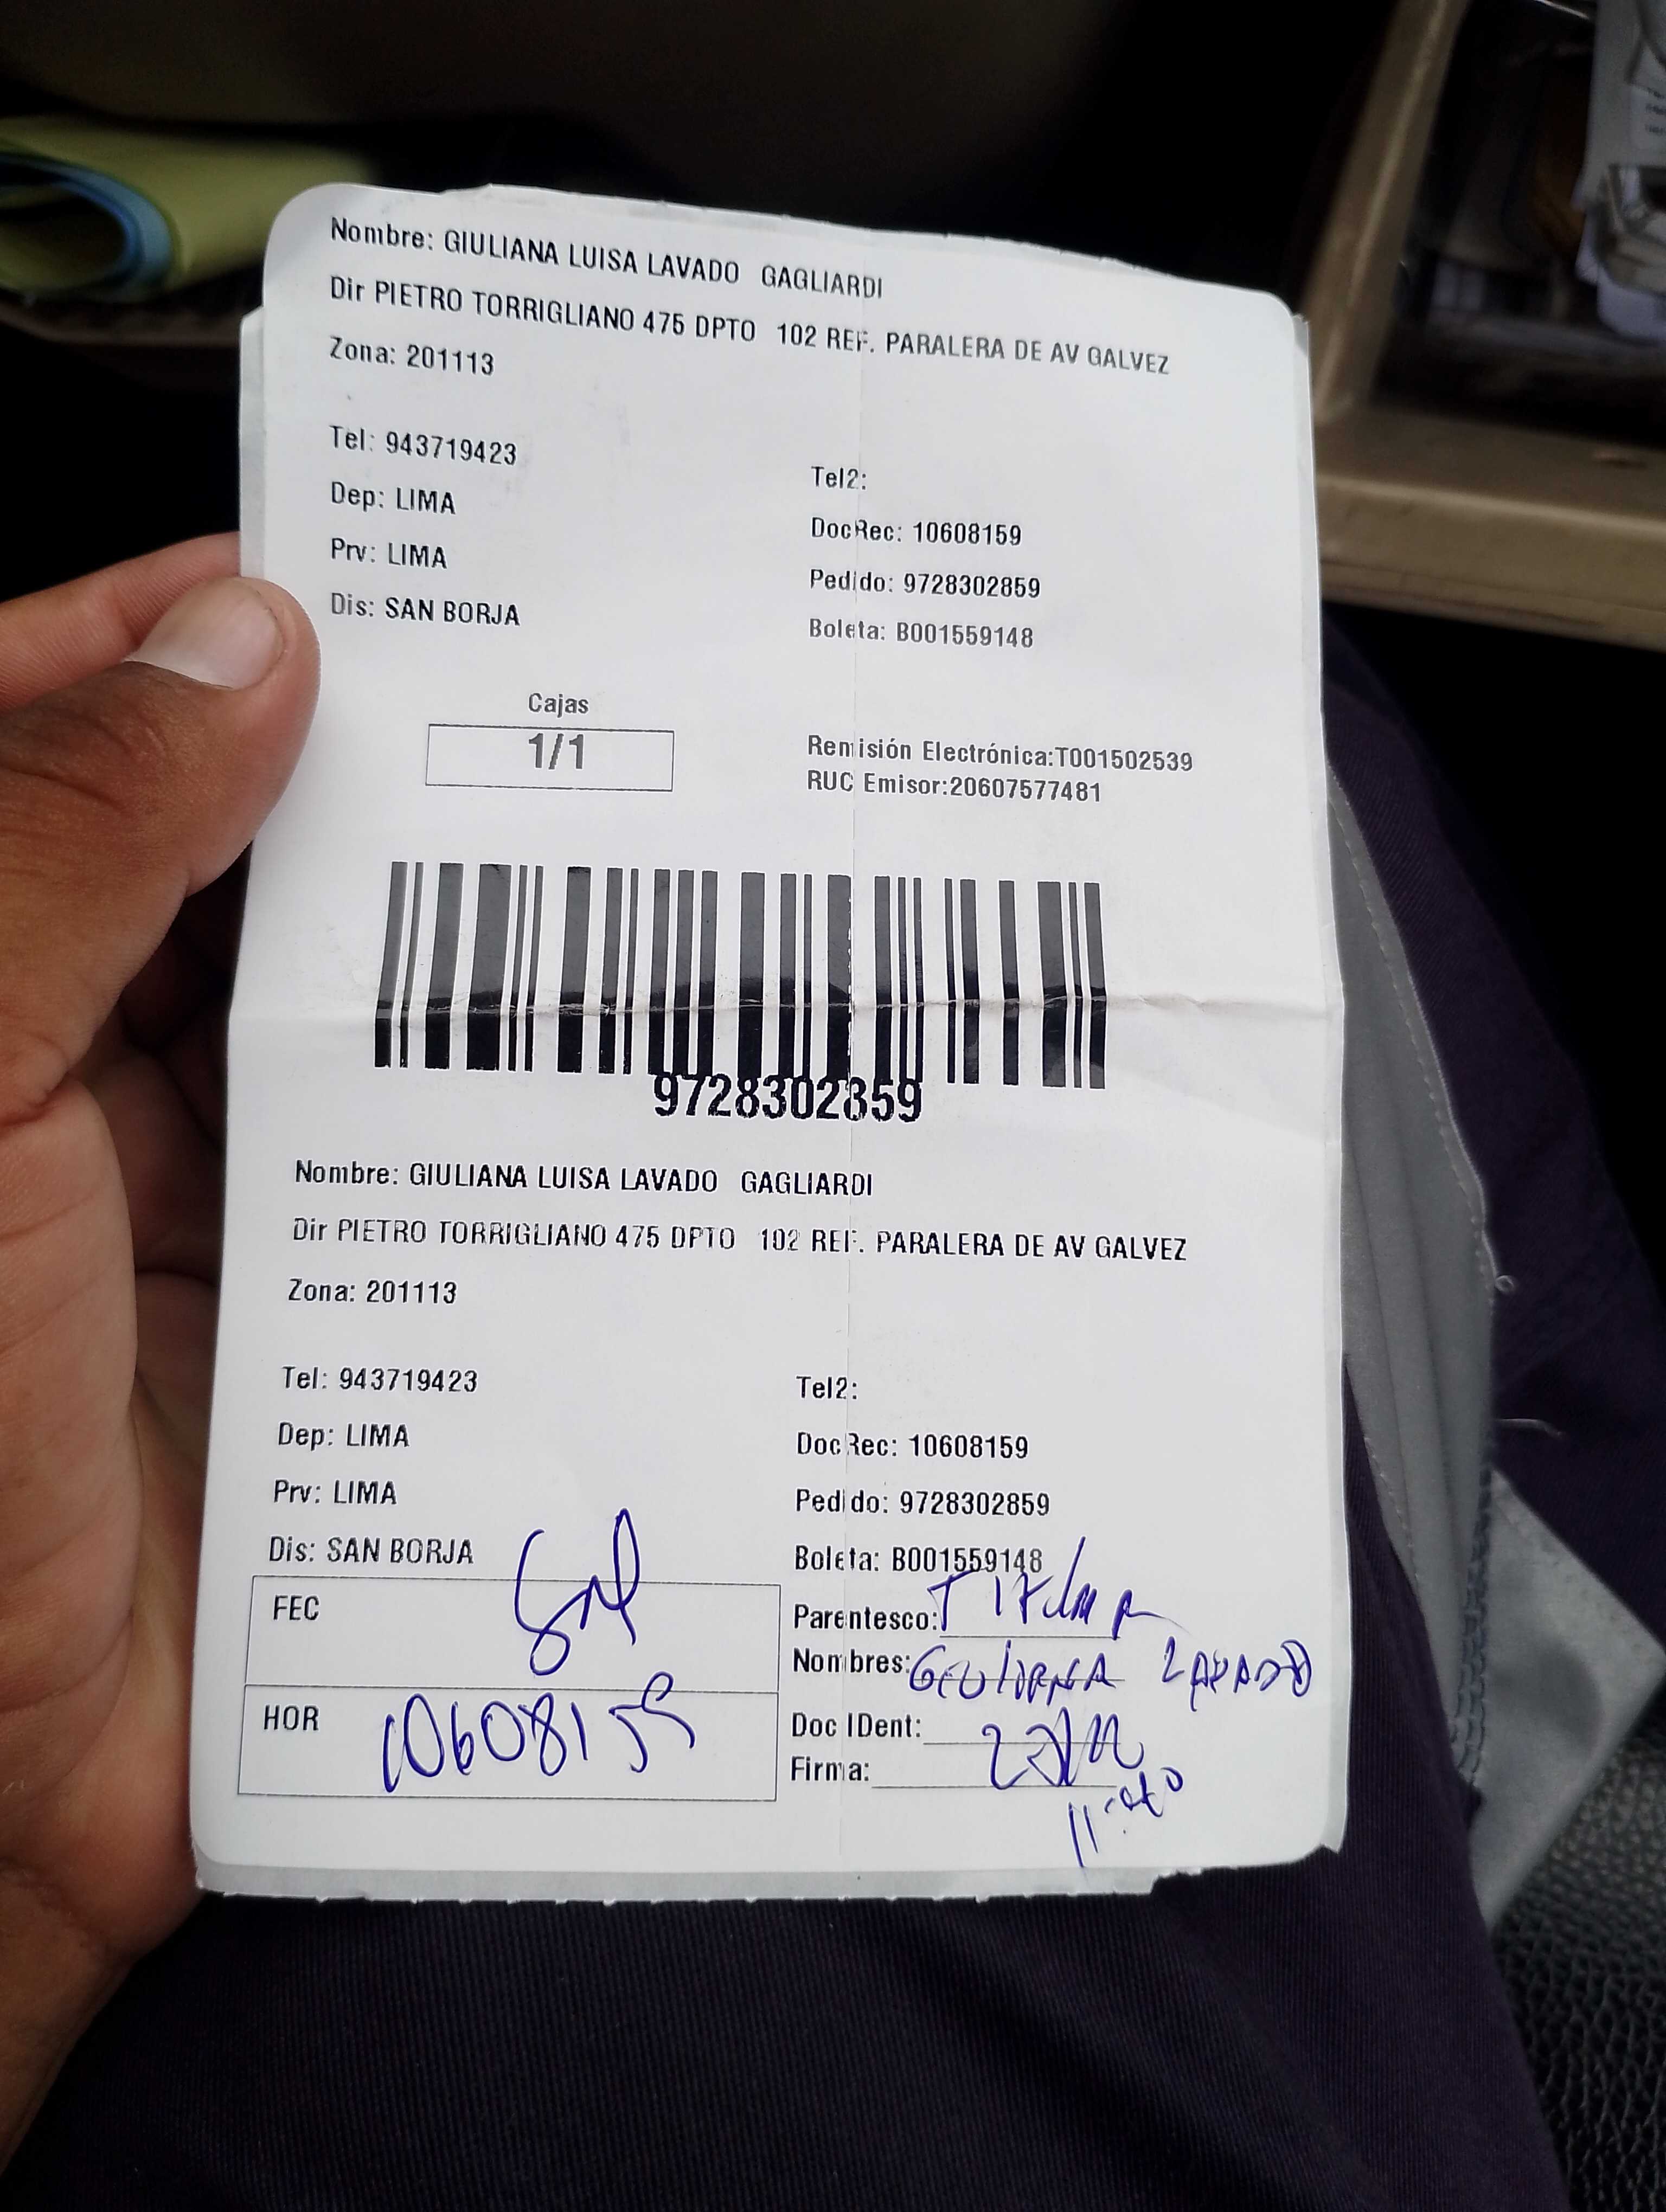 Nombre: GIULIANA LUISA LAVADO GAGLIARDI
Dir PIETRO TORRIGLIANO 475 DPTO 102 REF. PARALERA DE AV GALVEZ
Zona: 201113
Tel: 943719423
Tel2:
Dep: LIMA
DocRec: 10608159
Prv: LIMA
Pedido: 9728302859
Dis: SAN BORJA
Boleta: B001559148
Cajas
1/1
Remisión Electrónica:T001502539
RUC Emisor:20607577481
9728302859
Nombre: GIULIANA LUISA LAVADO GAGLIARDI
Dir PIETRO TORRIGLIANO 475 DPTO 102 REF. PARALERA DE AV GALVEZ
Zona: 201113
Tel: 943719423
Tel2:
Dep: LIMA
DocRec: 10608159
Prv: LIMA
Pedido: 9728302859
Dis: SAN BORJA
Boleta: B001559148
FEC
Parentesco:
Nombres: LAVADO
HOR 10608159
Doc IDent:
Firma: